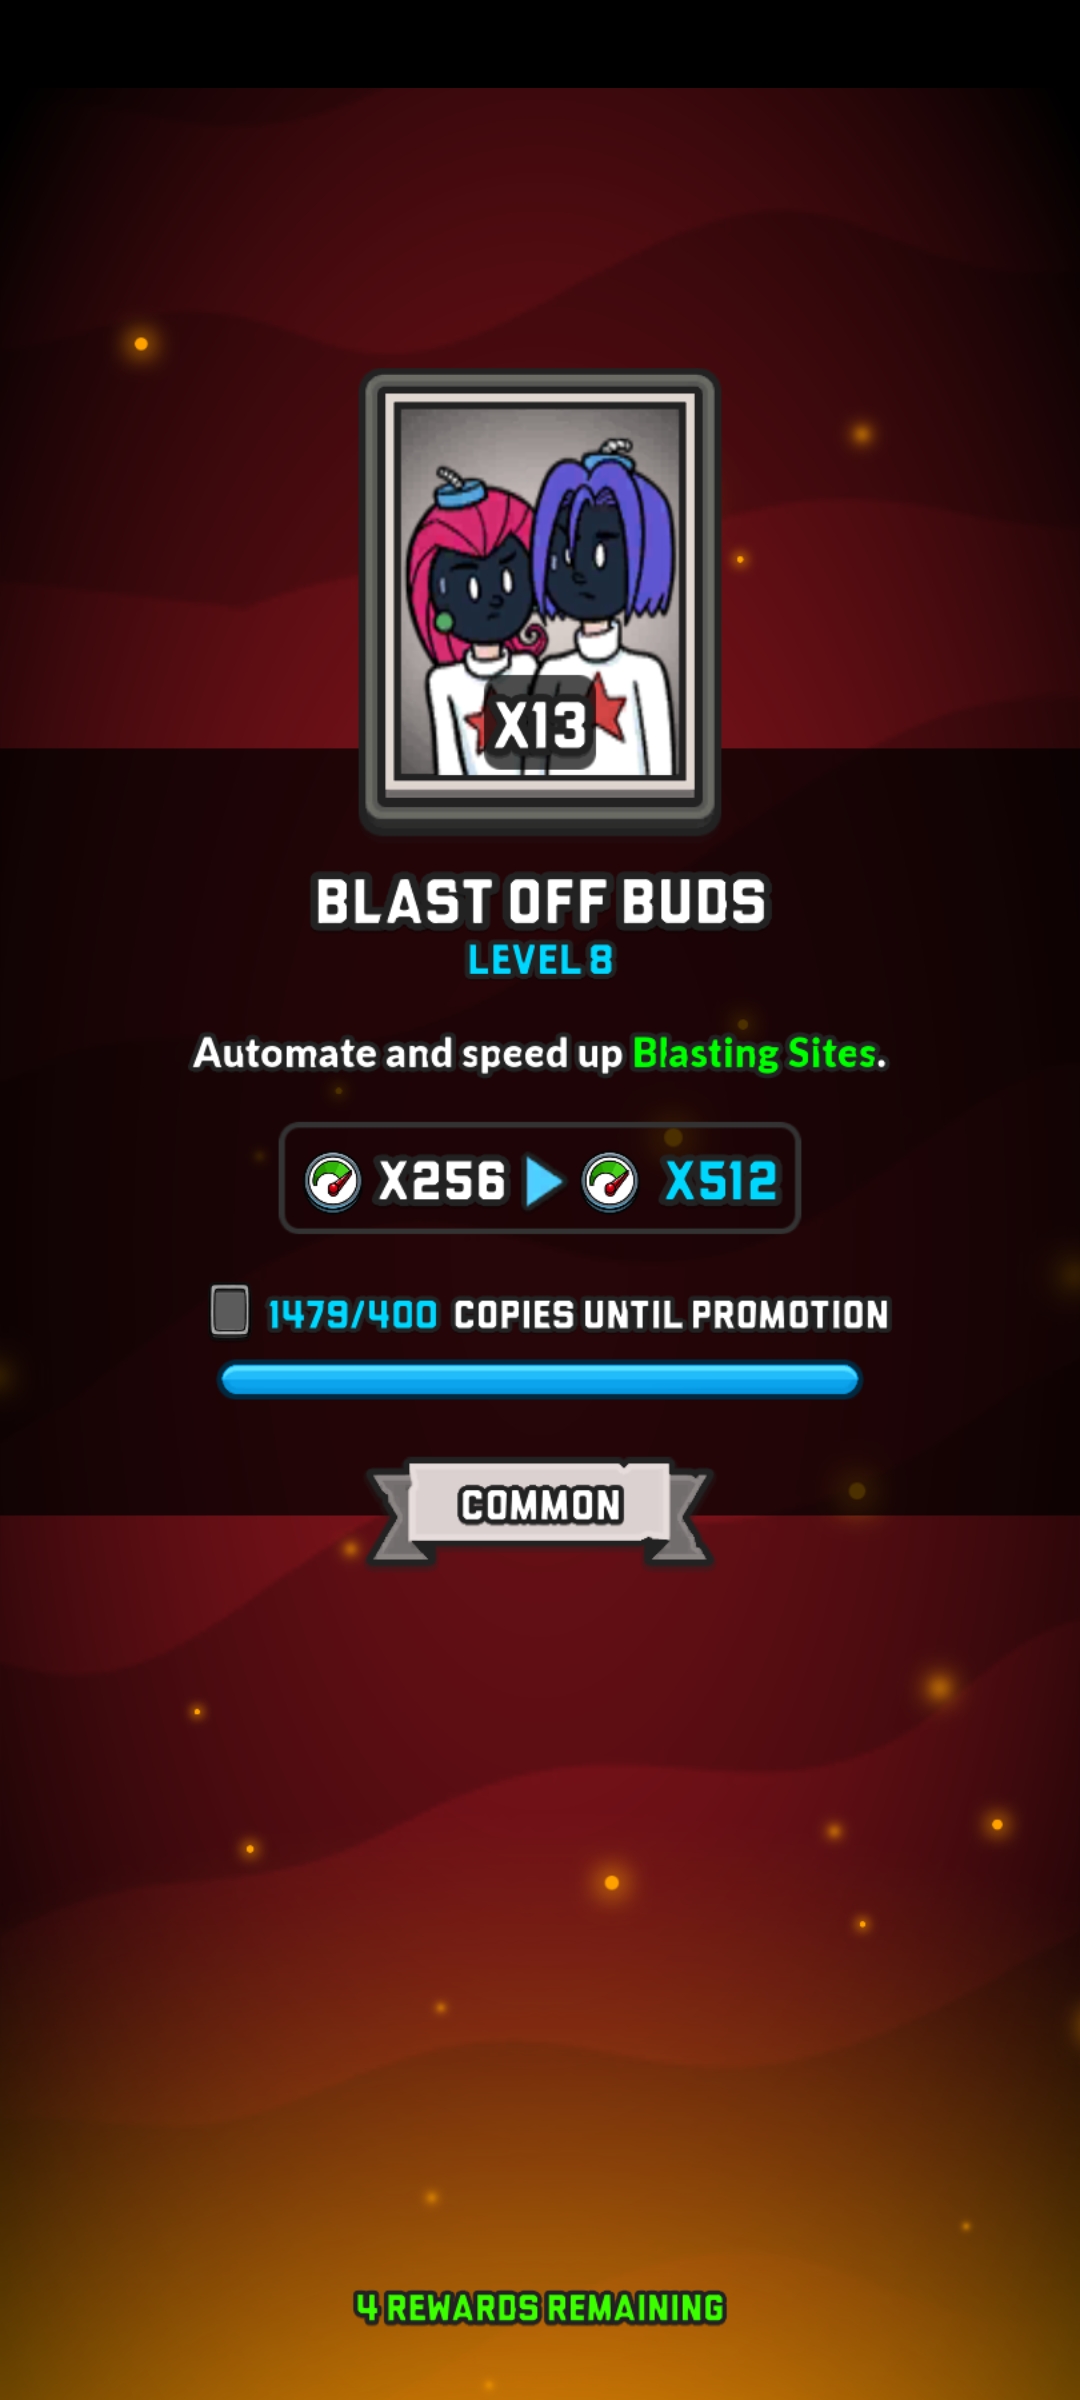 X13
BLAST OFF BUDS
LEVEL 8
Automate and speed up Blasting Sites.
X256 X512
1479/400 COPIES UNTIL PROMOTION
COMMON
4 REWARDS REMAINING